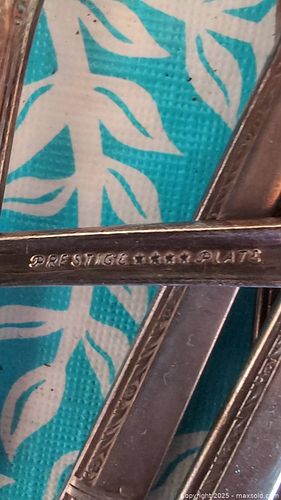 PRESTIGE ★★★★ PLATE
Copyright 2025 - maxsold.com